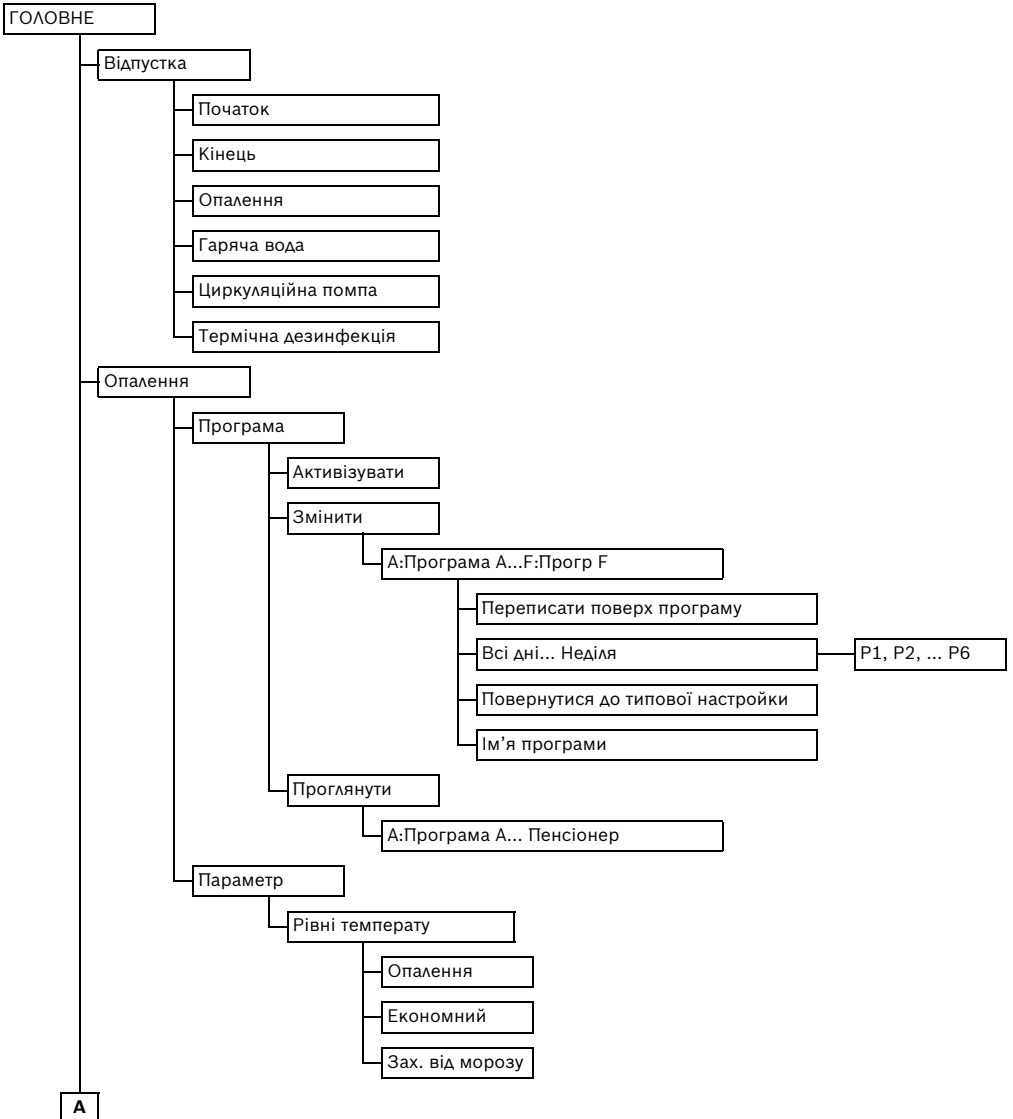 ГОЛОВНЕ
Відпустка
Початок
Кінець
Опалення
Гаряча вода
Циркуляційна помпа
Термічна дезинфекція
Опалення
Програма
Активізувати
Змінити
A:Програма A...F:Прогр F
Переписати поверх програму
Всі дні... Неділя
P1, P2, ... P6
Повернутися до типової настройки
Ім’я програми
Проглянути
A:Програма A... Пенсіонер
Параметр
Рівні температу
Опалення
Економний
Зах. від морозу
A